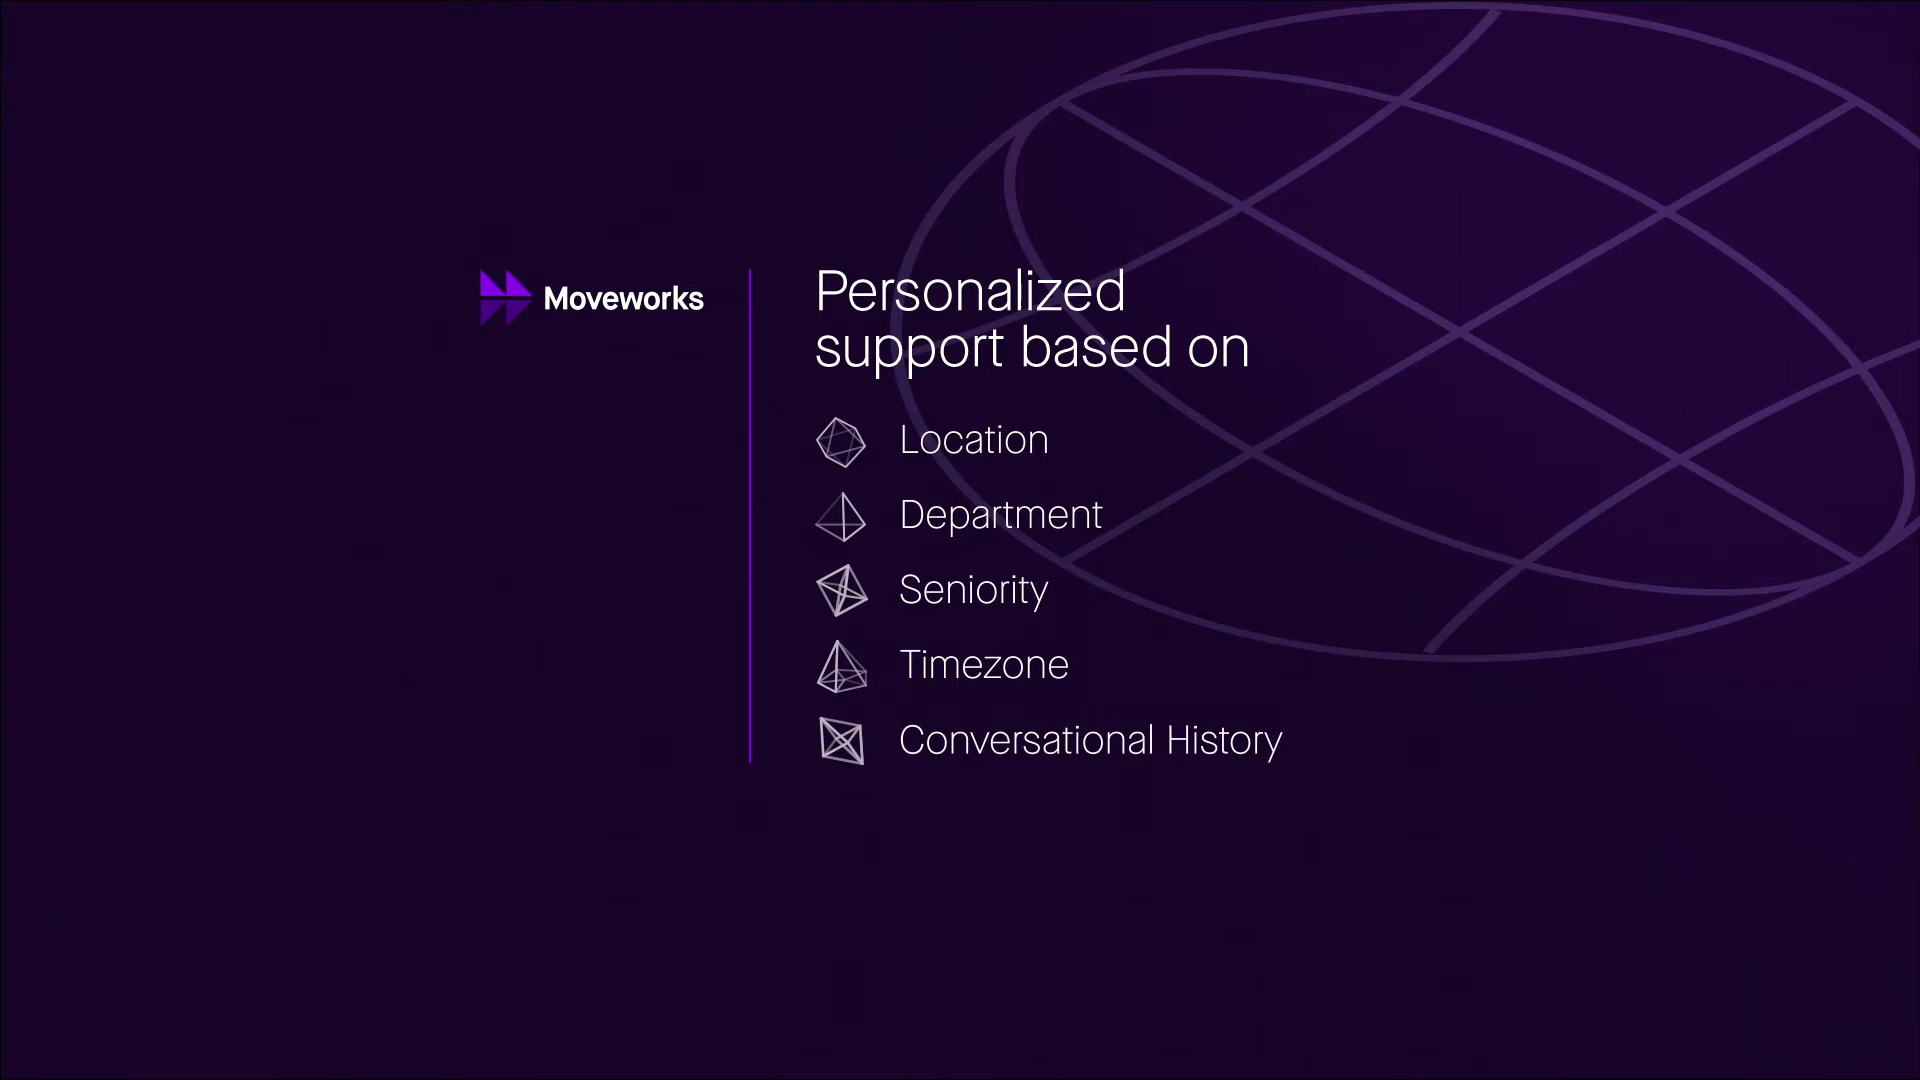 Moveworks
Personalized
support based on
Location
Department
Seniority
Timezone
Conversational History